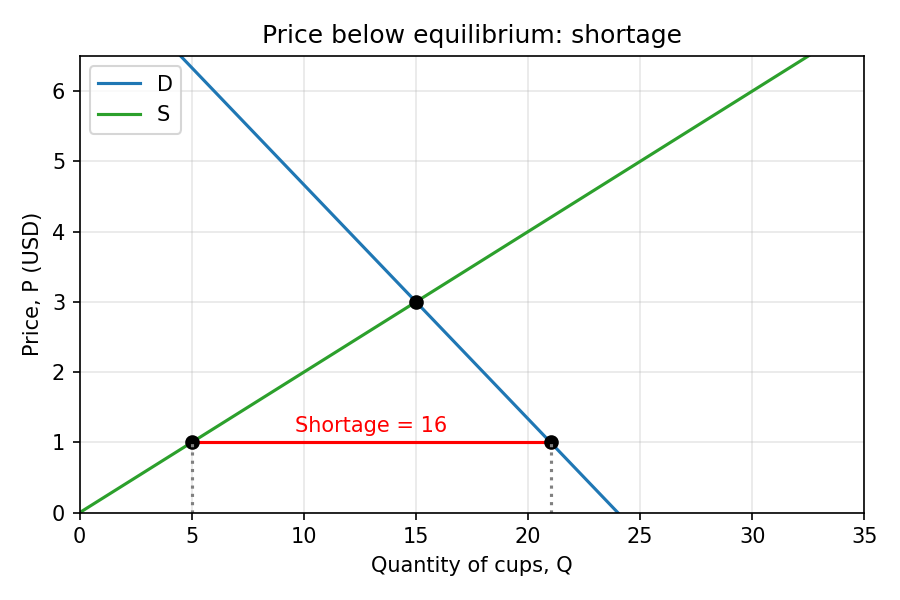 Price below equilibrium: shortage
D
S
Price, P (USD)
6
5
4
3
2
1
0
Shortage = 16
0 5 10 15 20 25 30 35
Quantity of cups, Q